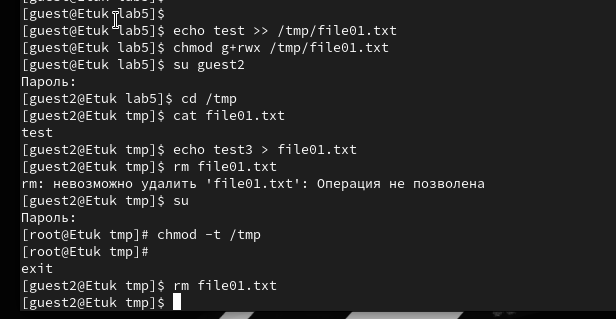 [guest@Etuk lab5]$
[guest@Etuk lab5]$ echo test >> /tmp/file01.txt
[guest@Etuk lab5]$ chmod g+rwx /tmp/file01.txt
[guest@Etuk lab5]$ su guest2
Пароль:
[guest2@Etuk lab5]$ cd /tmp
[guest2@Etuk tmp]$ cat file01.txt
test
[guest2@Etuk tmp]$ echo test3 > file01.txt
[guest2@Etuk tmp]$ rm file01.txt
rm: невозможно удалить 'file01.txt': Операция не позволена
[guest2@Etuk tmp]$ su
Пароль:
[root@Etuk tmp]# chmod -t /tmp
[root@Etuk tmp]#
exit
[guest2@Etuk tmp]$ rm file01.txt
[guest2@Etuk tmp]$